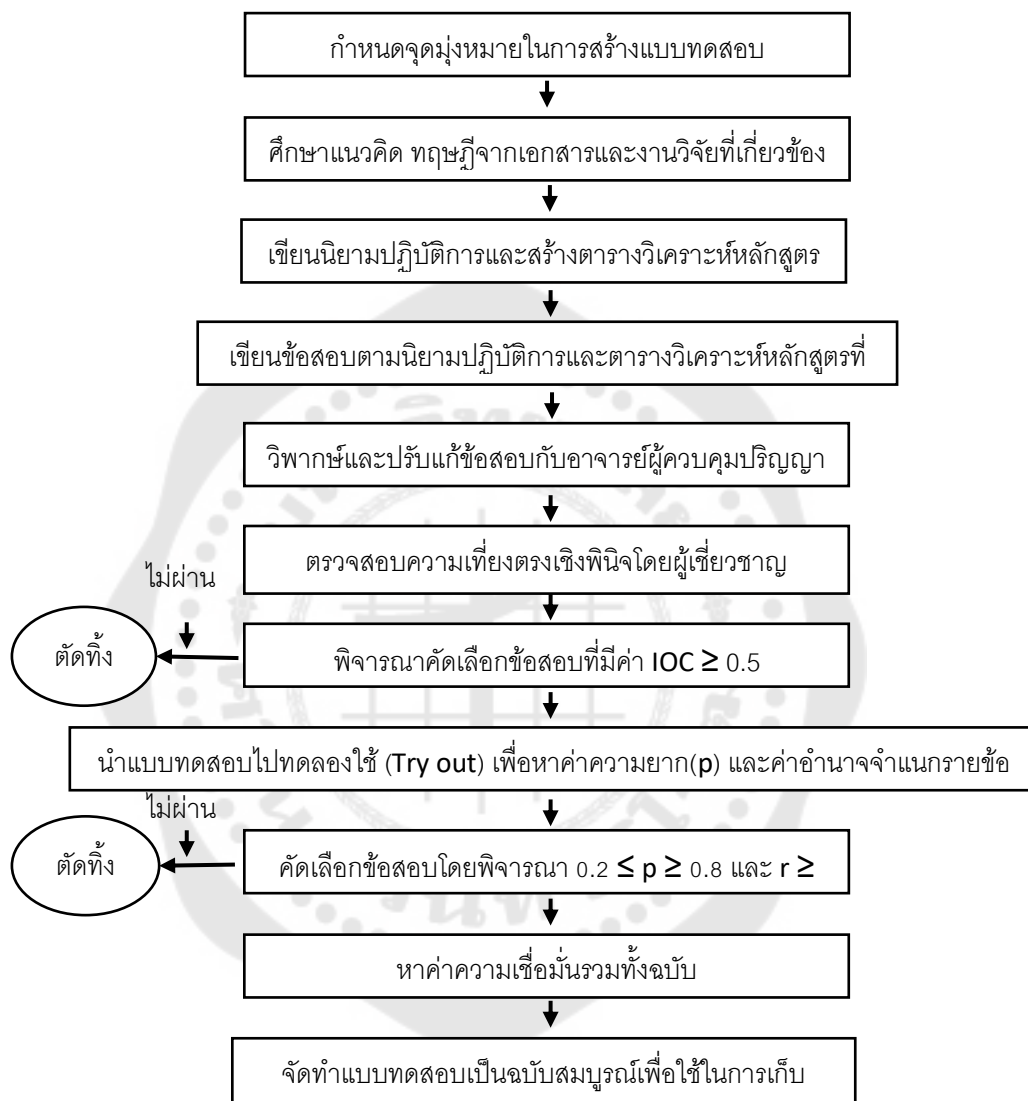 กำหนดจุดมุ่งหมายในการสร้างแบบทดสอบ
ศึกษาแนวคิด ทฤษฎีจากเอกสารและงานวิจัยที่เกี่ยวข้อง
เขียนนิยามปฏิบัติการและสร้างตารางวิเคราะห์หลักสูตร
เขียนข้อสอบตามนิยามปฏิบัติการและตารางวิเคราะห์หลักสูตรที่
วิพากษ์และปรับแก้ข้อสอบกับอาจารย์ผู้ควบคุมปริญญา
ตรวจสอบความเที่ยงตรงเชิงพินิจโดยผู้เชี่ยวชาญ
ไม่ผ่าน
ตัดทิ้ง
พิจารณาคัดเลือกข้อสอบที่มีค่า IOC ≥ 0.5
นำแบบทดสอบไปทดลองใช้ (Try out) เพื่อหาค่าความยาก(p) และค่าอำนาจจำแนกรายข้อ
ไม่ผ่าน
ตัดทิ้ง
คัดเลือกข้อสอบโดยพิจารณา 0.2 ≤ p ≥ 0.8 และ r ≥
หาค่าความเชื่อมั่นรวมทั้งฉบับ
จัดทำแบบทดสอบเป็นฉบับสมบูรณ์เพื่อใช้ในการเก็บ